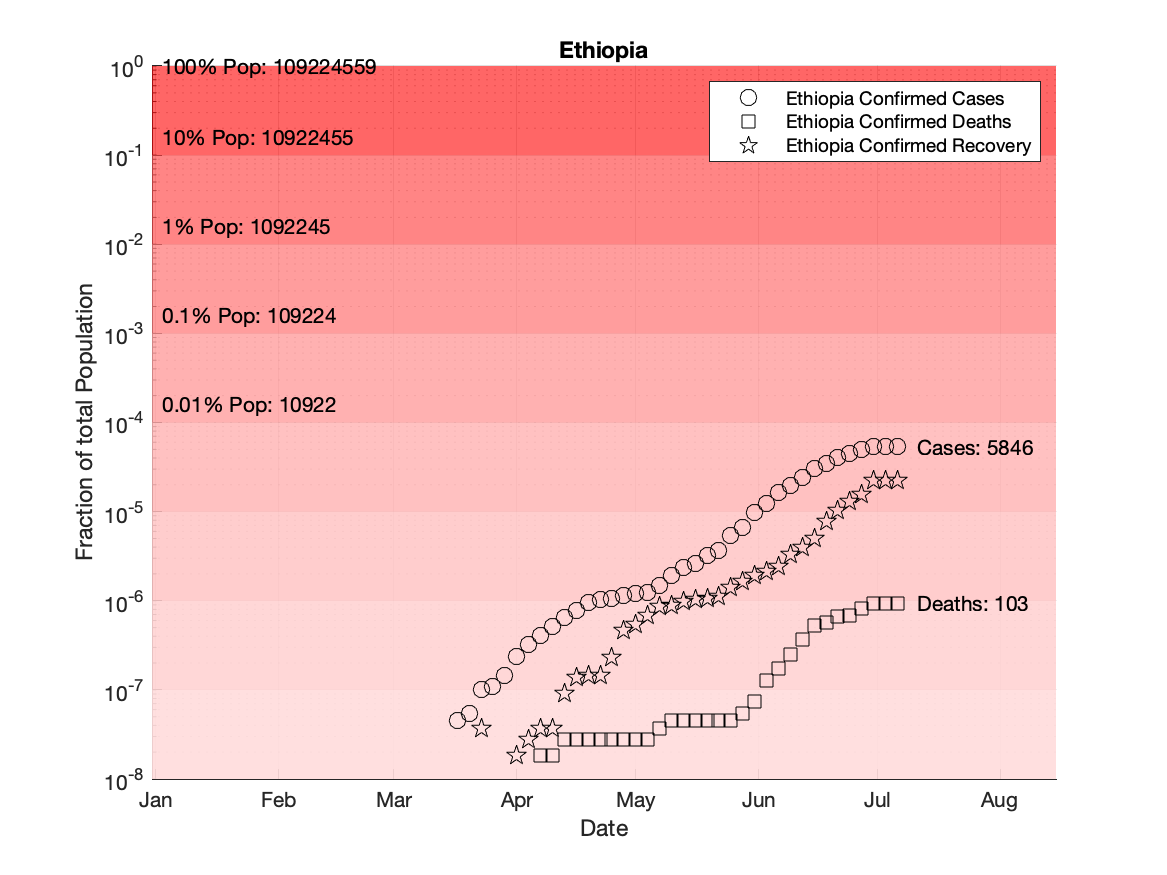 Ethiopia
10^0
10^-1
10^-2
10^-3
10^-4
10^-5
10^-6
10^-7
10^-8
Fraction of total Population
100% Pop: 109224559
10% Pop: 10922455
1% Pop: 1092245
0.1% Pop: 109224
0.01% Pop: 10922
Ethiopia Confirmed Cases
Ethiopia Confirmed Deaths
Ethiopia Confirmed Recovery
Cases: 5846
Deaths: 103
Jan Feb Mar Apr May Jun Jul Aug
Date